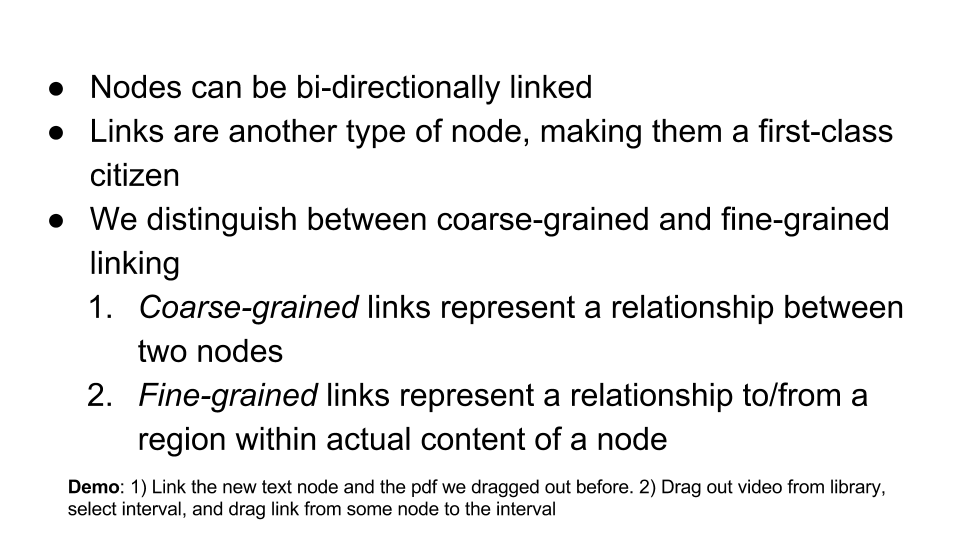 ● Nodes can be bi-directionally linked
● Links are another type of node, making them a first-class
citizen
● We distinguish between coarse-grained and fine-grained
linking
1. Coarse-grained links represent a relationship between
two nodes
2. Fine-grained links represent a relationship to/from a
region within actual content of a node
Demo: 1) Link the new text node and the pdf we dragged out before. 2) Drag out video from library,
select interval, and drag link from some node to the interval